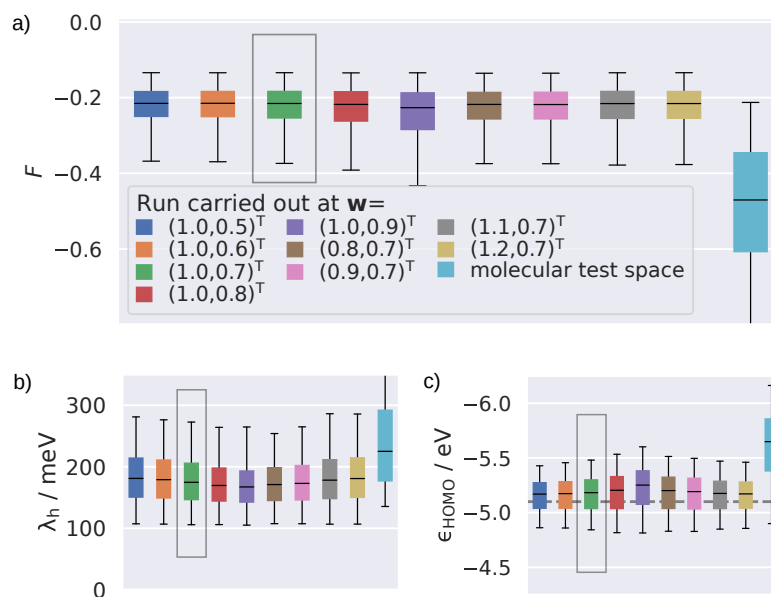 a)
0.0
−0.2
−0.4
−0.6
F
Run carried out at w=
(1.0,0.5)ᵀ
(1.0,0.6)ᵀ
(1.0,0.7)ᵀ
(1.0,0.8)ᵀ
(1.0,0.9)ᵀ
(0.8,0.7)ᵀ
(0.9,0.7)ᵀ
(1.1,0.7)ᵀ
(1.2,0.7)ᵀ
molecular test space
b)
300
200
100
0
λh / meV
c)
−6.0
−5.5
−5.0
−4.5
ϵHOMO / eV